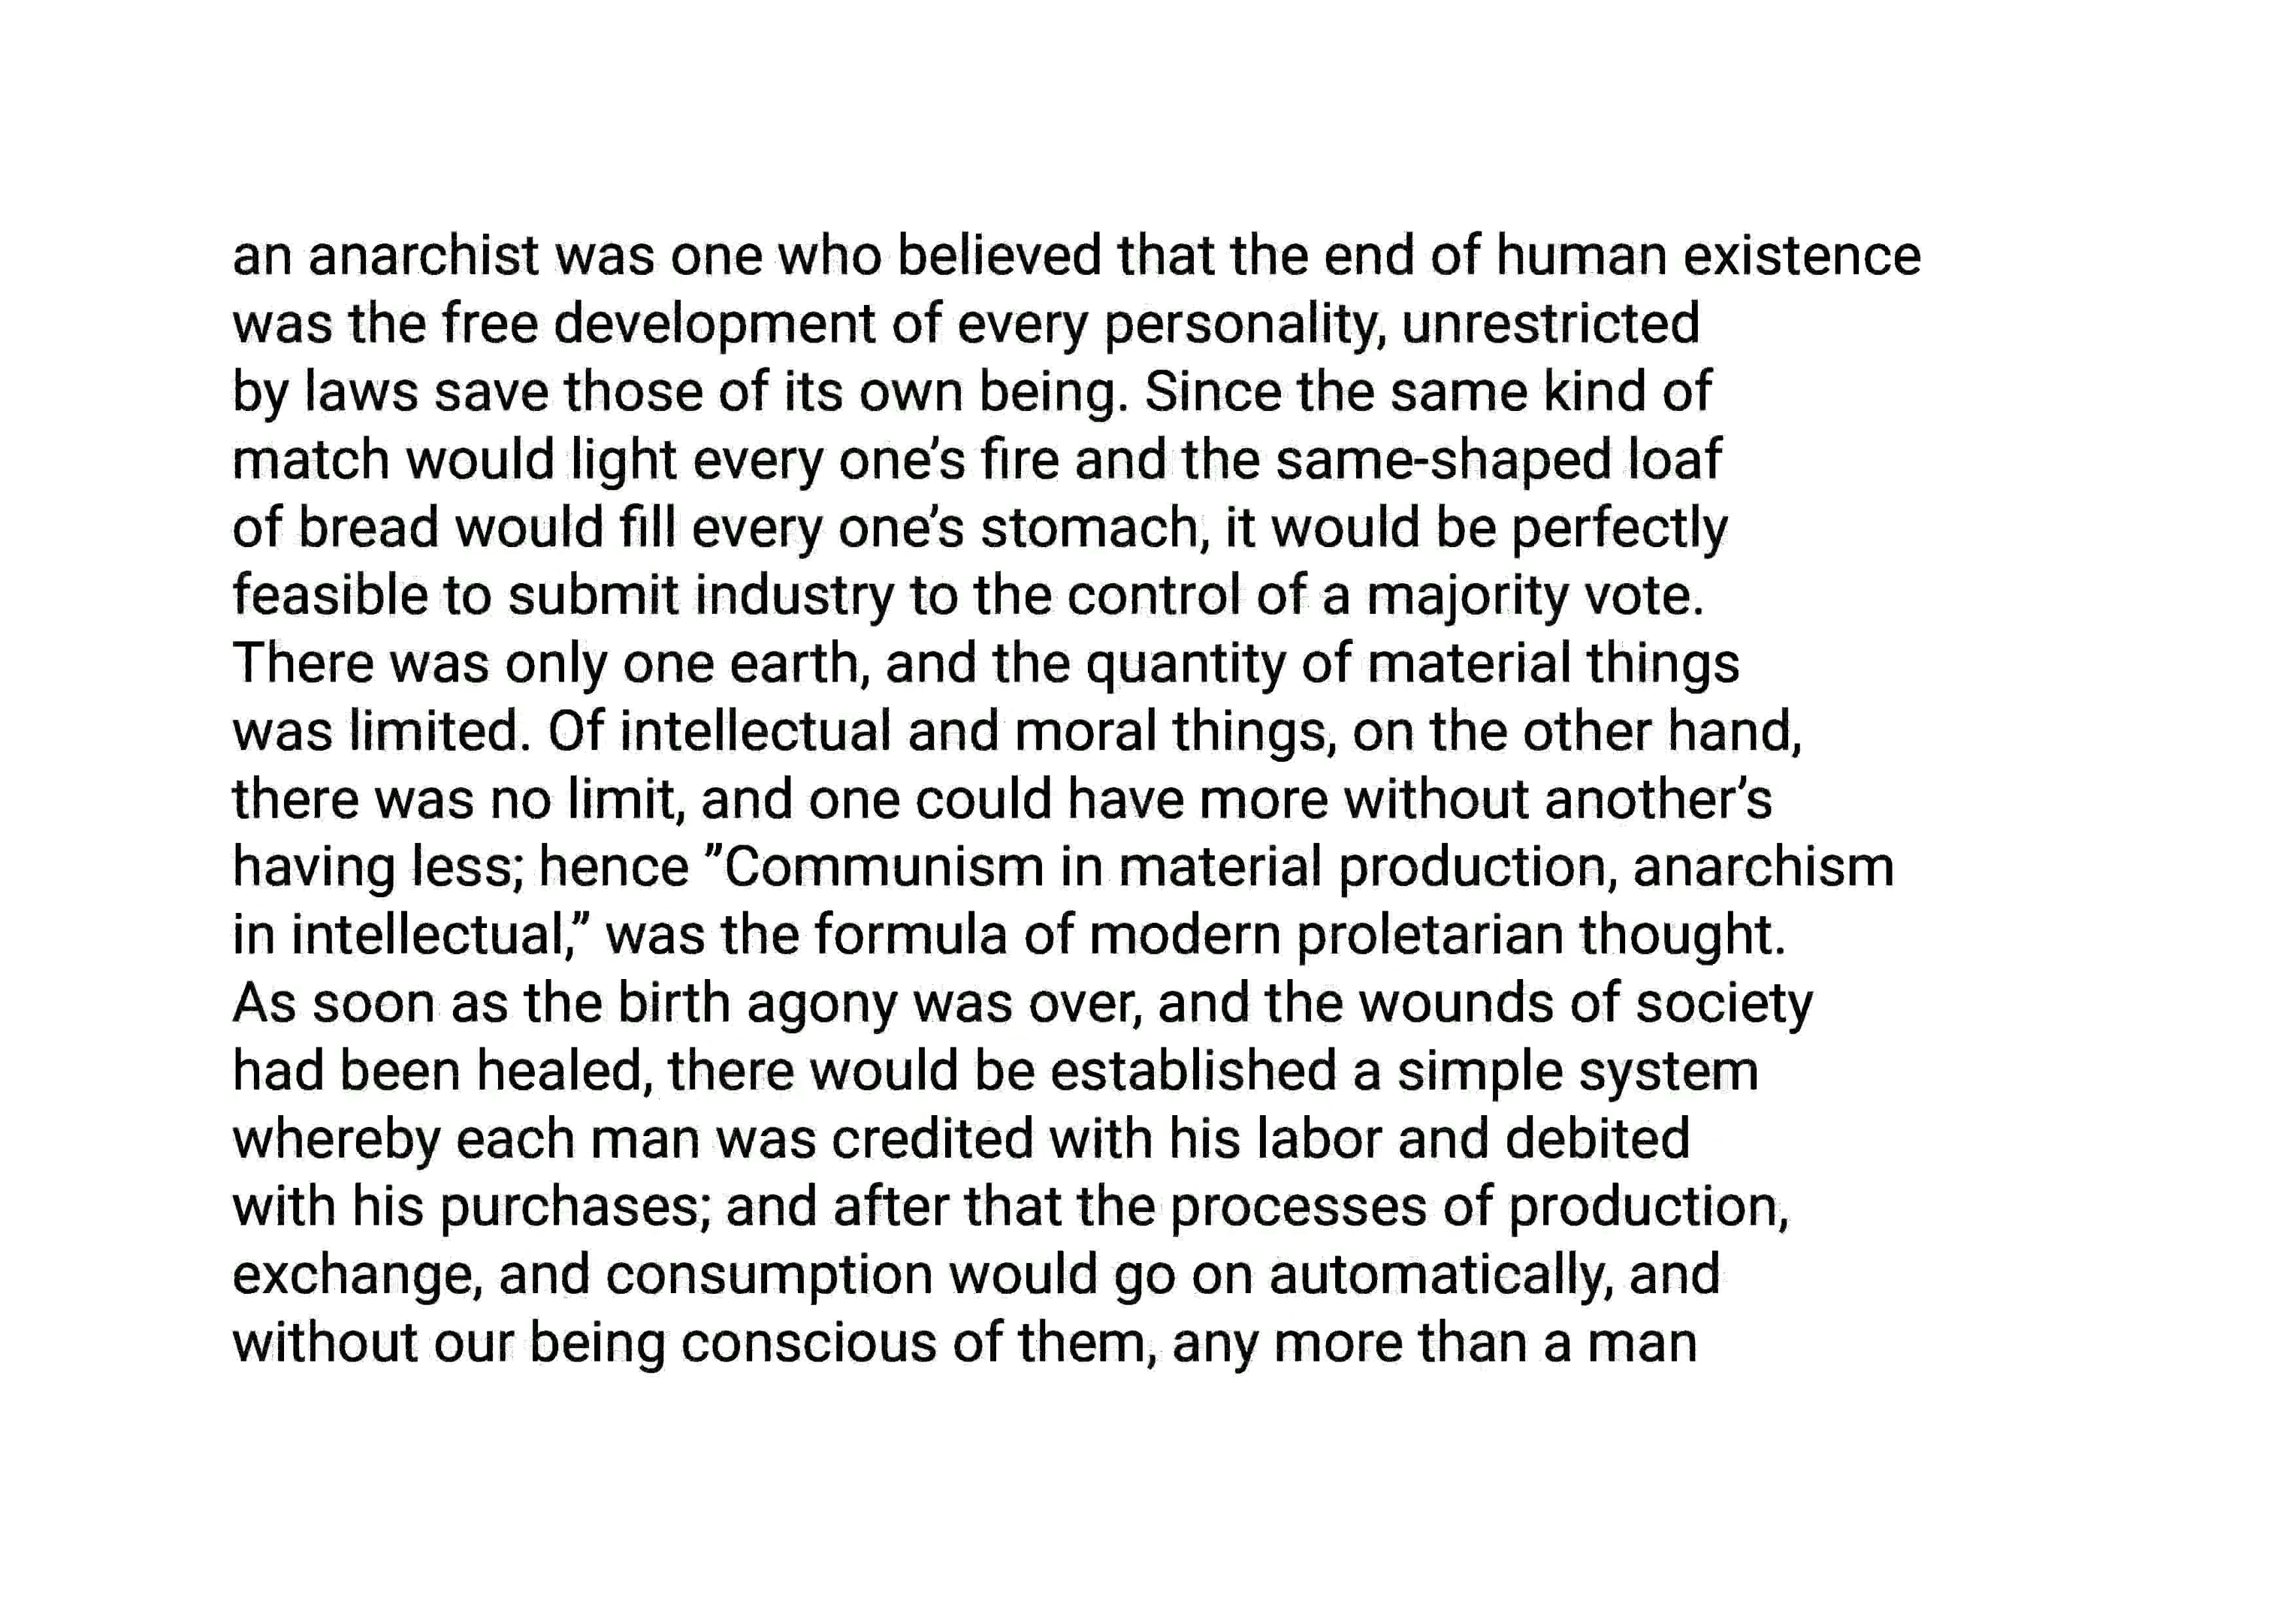 an anarchist was one who believed that the end of human existence
was the free development of every personality, unrestricted
by laws save those of its own being. Since the same kind of
match would light every one’s fire and the same-shaped loaf
of bread would fill every one’s stomach, it would be perfectly
feasible to submit industry to the control of a majority vote.
There was only one earth, and the quantity of material things
was limited. Of intellectual and moral things, on the other hand,
there was no limit, and one could have more without another’s
having less; hence ”Communism in material production, anarchism
in intellectual,” was the formula of modern proletarian thought.
As soon as the birth agony was over, and the wounds of society
had been healed, there would be established a simple system
whereby each man was credited with his labor and debited
with his purchases; and after that the processes of production,
exchange, and consumption would go on automatically, and
without our being conscious of them, any more than a man